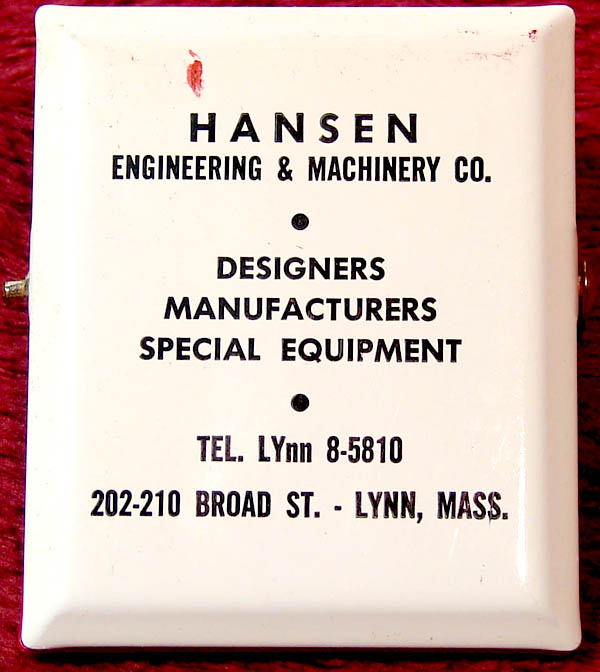 HANSEN
ENGINEERING & MACHINERY CO.
DESIGNERS
MANUFACTURERS
SPECIAL EQUIPMENT
TEL. LYnn 8-5810
202-210 BROAD ST. - LYNN, MASS.